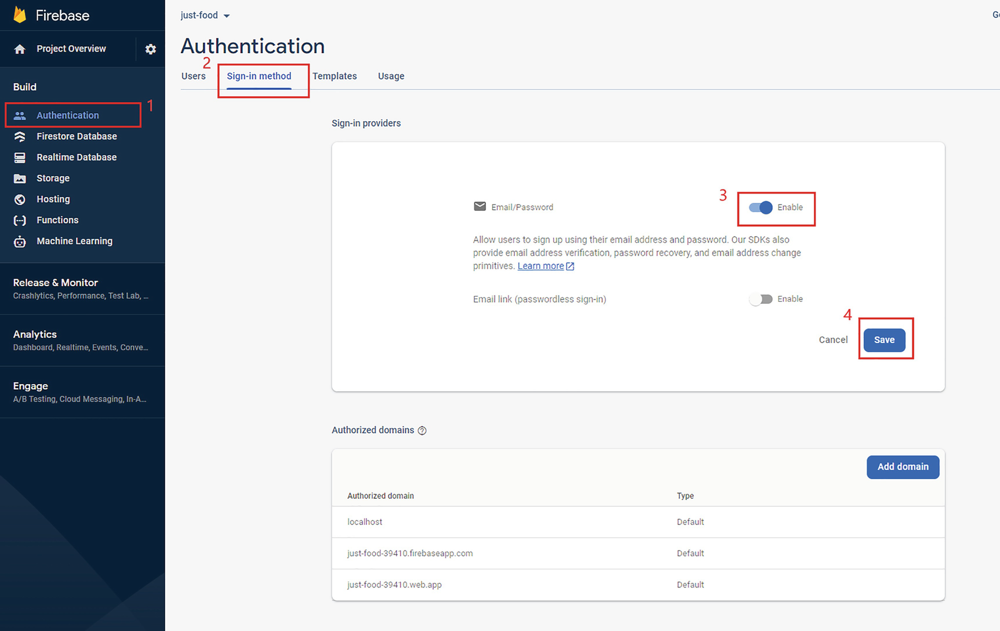 Firebase
Project Overview
Build
1
Authentication
Firestore Database
Realtime Database
Storage
Hosting
Functions
Machine Learning
Release & Monitor
Crashlytics, Performance, Test Lab, ...
Analytics
Dashboard, Realtime, Events, Conve...
Engage
A/B Testing, Cloud Messaging, In-A...
just-food
Authentication
2
Users Sign-in method Templates Usage
Sign-in providers
3
Email/Password Enable
Allow users to sign up using their email address and password. Our SDKs also
provide email address verification, password recovery, and email address change
primitives. Learn more
Email link (passwordless sign-in) Enable
4
Cancel Save
Authorized domains
Add domain
Authorized domain Type
localhost Default
just-food-39410.firebaseapp.com Default
just-food-39410.web.app Default